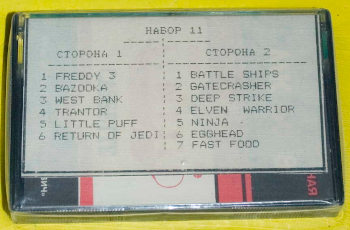 НАБОР 11
СТОРОНА 1
1 FREDDY 3
2 BAZOOKA
3 WEST BANK
4 TRANTOR
5 LITTLE PUFF
6 RETURN OF JEDI
СТОРОНА 2
1 BATTLE SHIPS
2 GATECRASHER
3 DEEP STRIKE
4 ELVEN WARRIOR
5 NINJA
6 EGGHEAD
7 FAST FOOD